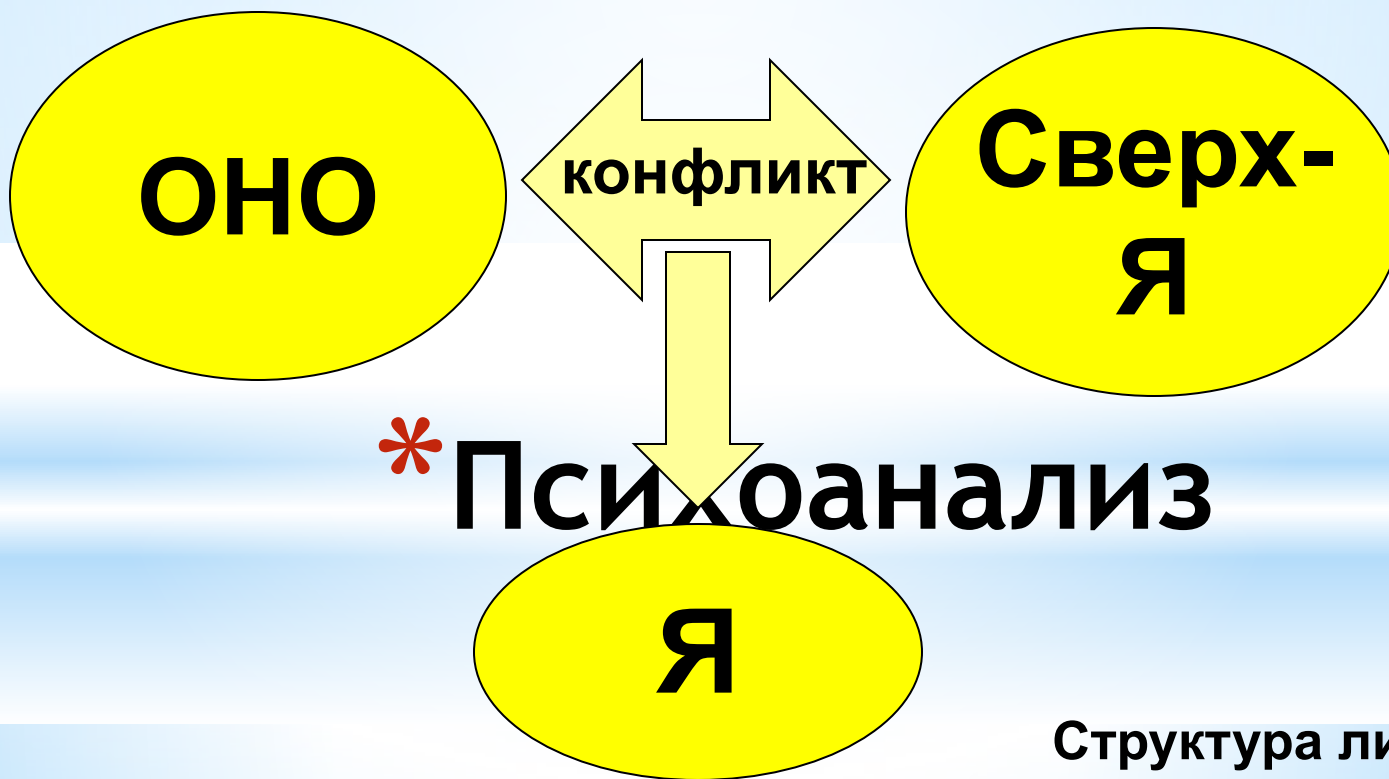 ОНО
конфликт
Сверх-
Я
*Психоанализ
Я
Структура ли